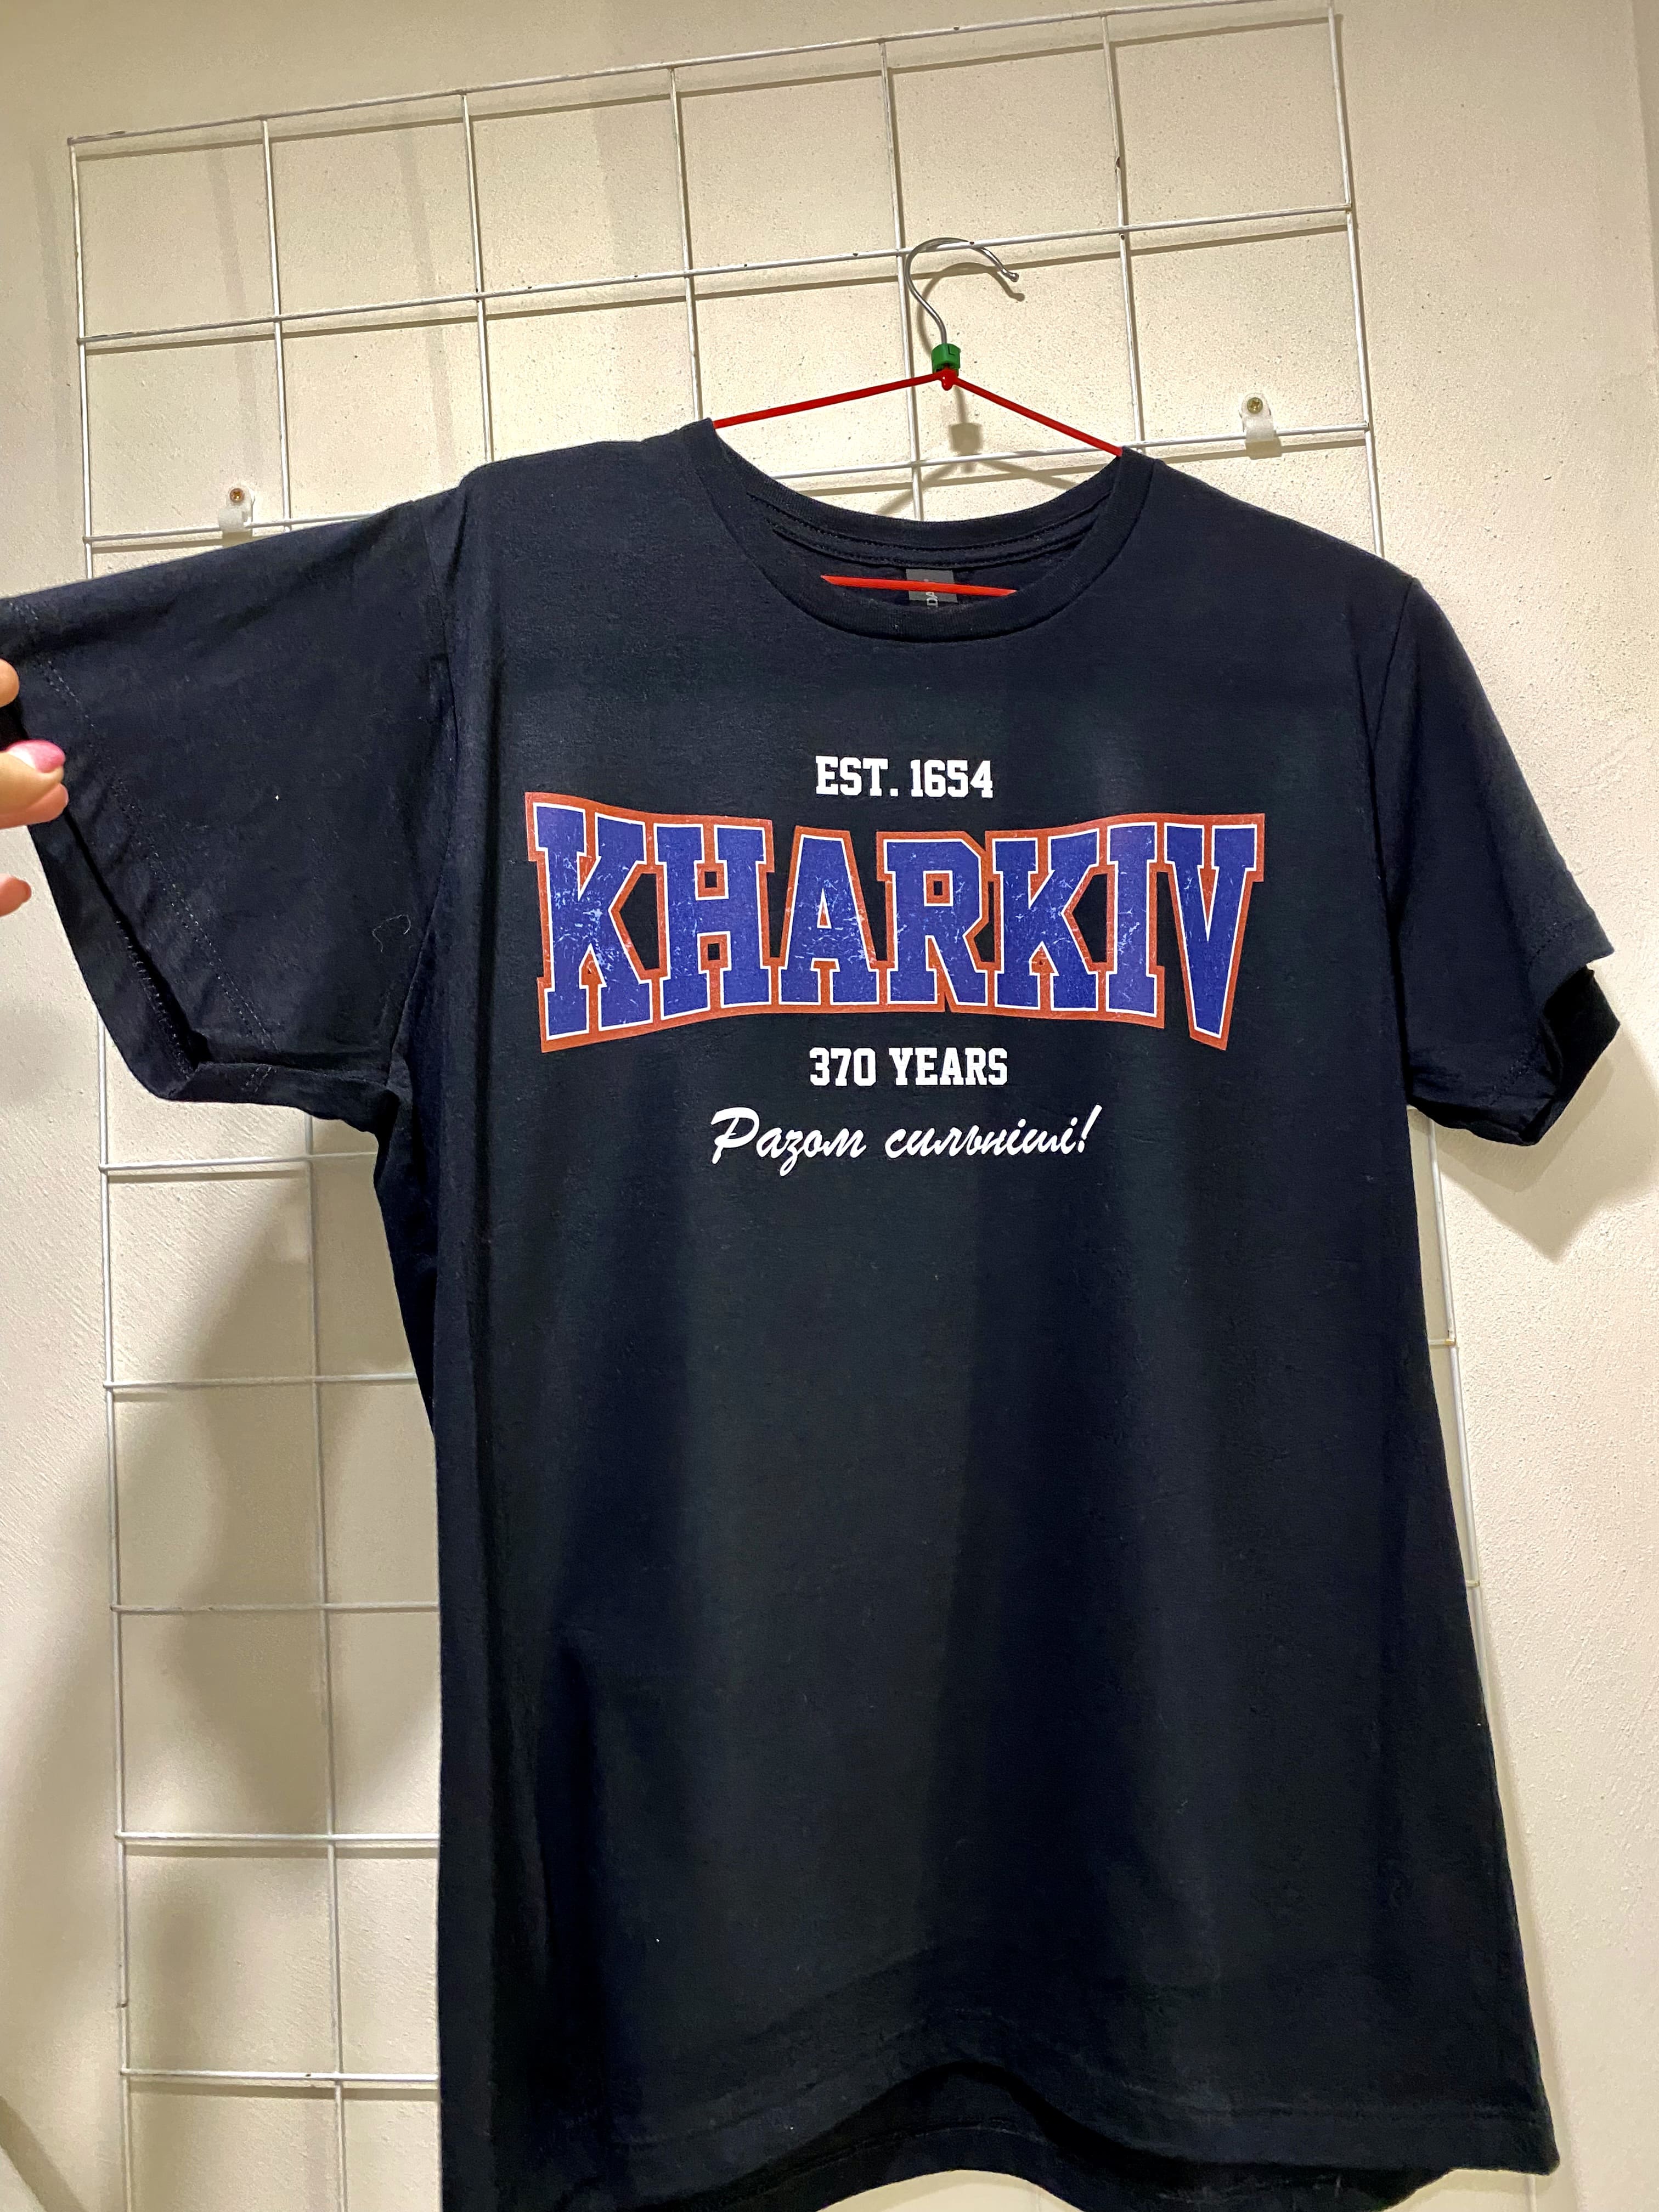 EST. 1654
KHARKIV
370 YEARS
Разом сильніші!